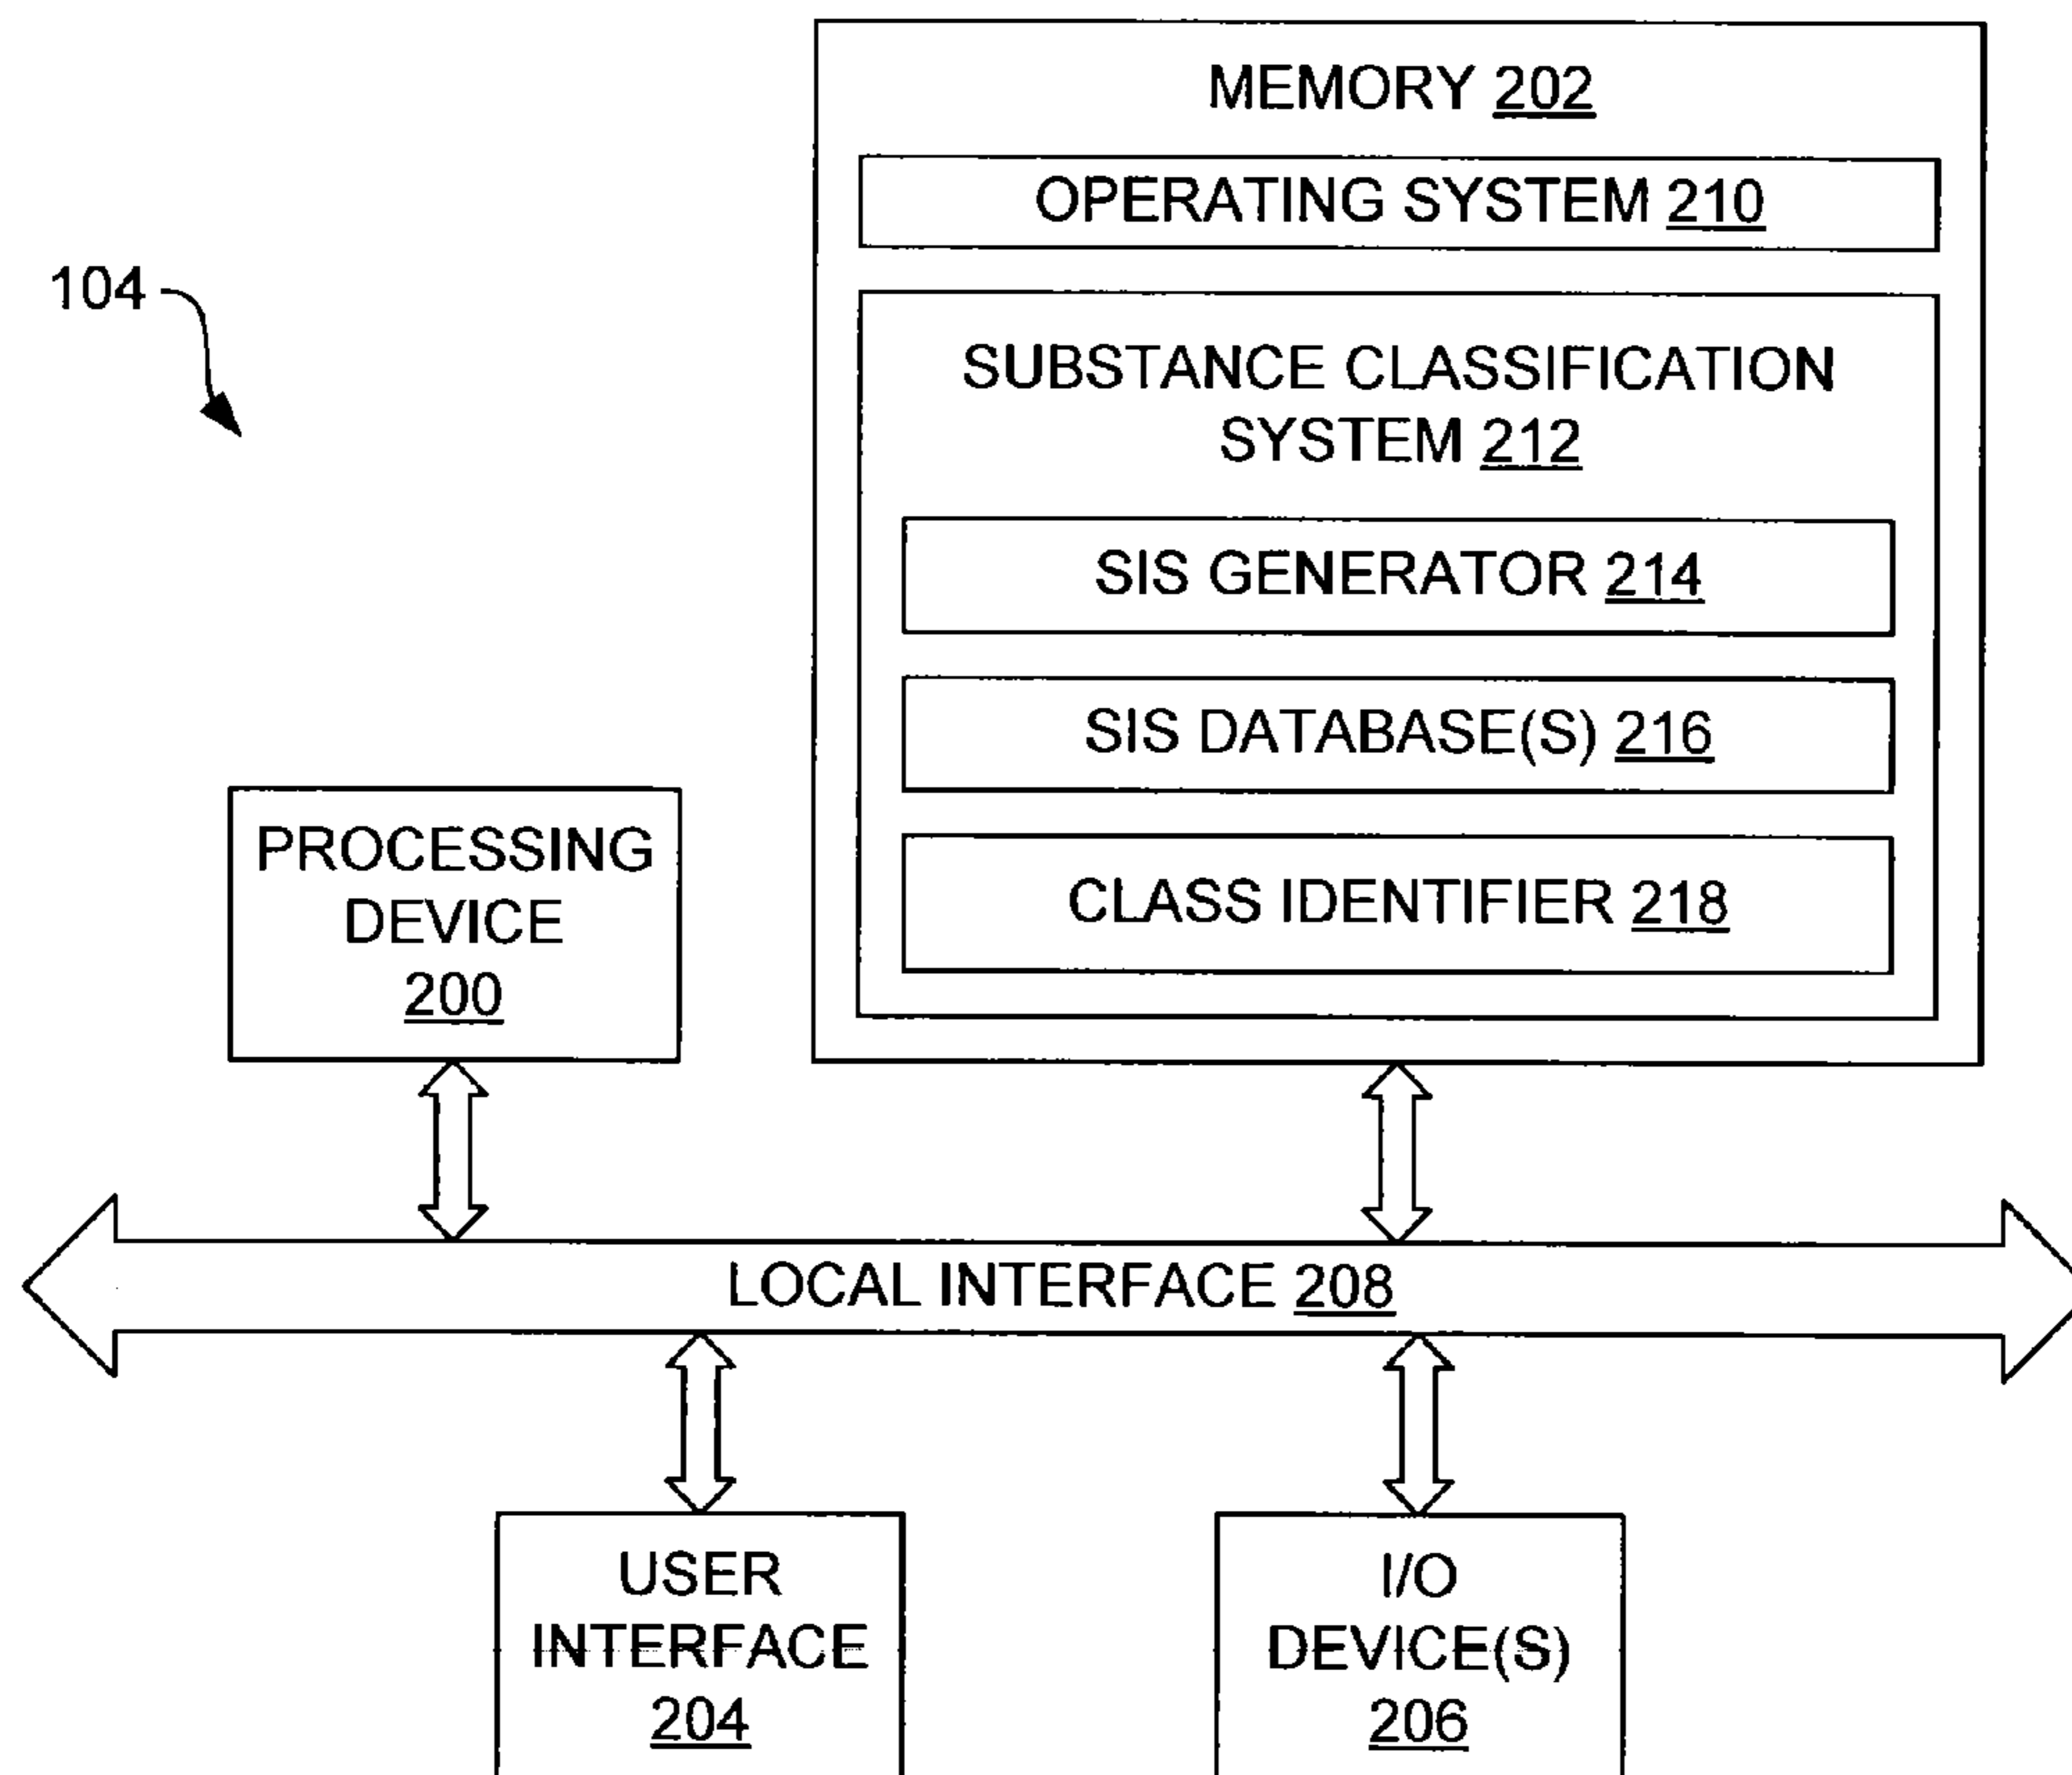 MEMORY 202
OPERATING SYSTEM 210
104
SUBSTANCE CLASSIFICATION
SYSTEM 212
SIS GENERATOR 214
SIS DATABASE(S) 216
CLASS IDENTIFIER 218
PROCESSING
DEVICE
200
LOCAL INTERFACE 208
USER
INTERFACE
204
I/O
DEVICE(S)
206